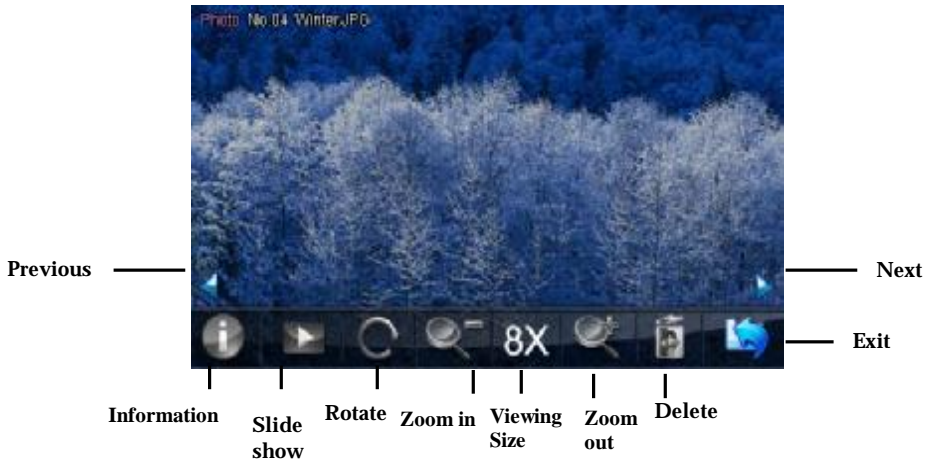 Photo No.04 Winter.JPG
Previous
Next
8X
Exit
Information
Slide
show
Rotate
Zoom in
Viewing
Size
Zoom
out
Delete